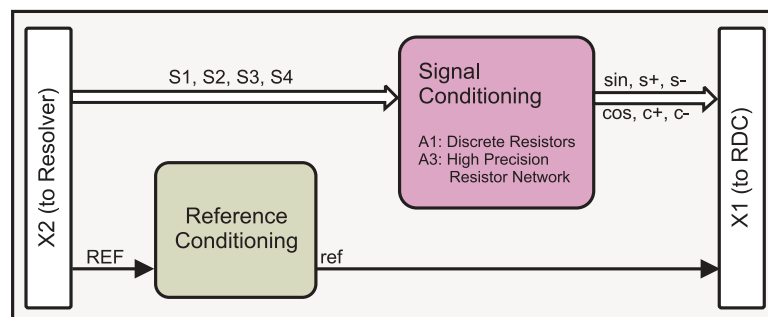 X2 (to Resolver)
S1, S2, S3, S4
Signal
Conditioning
A1: Discrete Resistors
A3: High Precision
Resistor Network
sin, s+, s-
cos, c+, c-
X1 (to RDC)
REF
Reference
Conditioning
ref